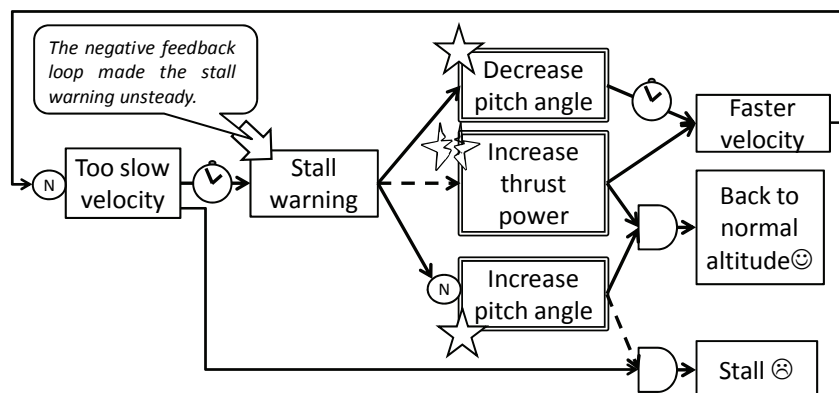 The negative feedback
loop made the stall
warning unsteady.
Decrease
pitch angle
Faster
velocity
N
Too slow
velocity
Stall
warning
Increase
thrust
power
Back to
normal
altitude☺
N
Increase
pitch angle
Stall ☹